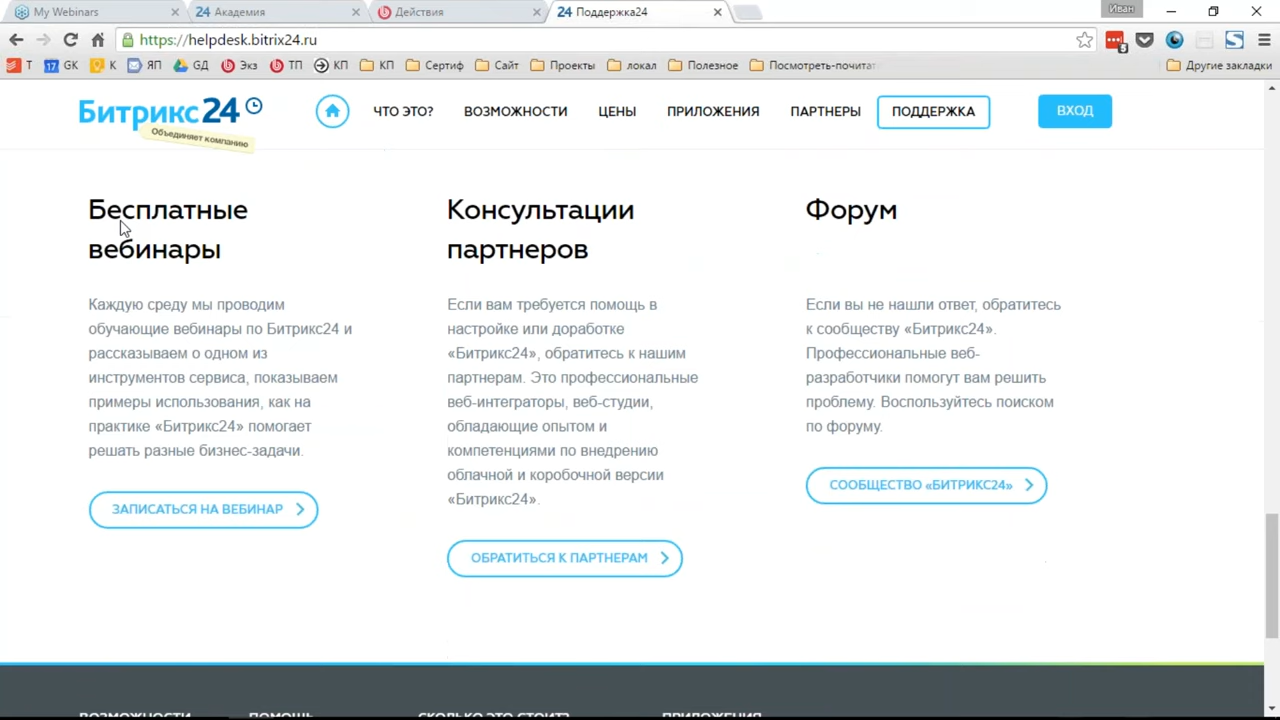 My Webinars
24 Академия
Действия
24 Поддержка24
Иван
https://helpdesk.bitrix24.ru
Т
17 GK
К
ЯП
GД
Экз
ТП
КП
КП
Сертиф
Сайт
Проекты
локал
Полезное
Посмотреть-почитат
Другие закладки
5
Битрикс24
Объединяет компанию
ЧТО ЭТО?
ВОЗМОЖНОСТИ
ЦЕНЫ
ПРИЛОЖЕНИЯ
ПАРТНЕРЫ
ПОДДЕРЖКА
ВХОД
Бесплатные
вебинары
Каждую среду мы проводим
обучающие вебинары по Битрикс24 и
рассказываем о одном из
инструментов сервиса, показываем
примеры использования, как на
практике «Битрикс24» помогает
решать разные бизнес-задачи.
ЗАПИСАТЬСЯ НА ВЕБИНАР
Консультации
партнеров
Если вам требуется помощь в
настройке или доработке
«Битрикс24», обратитесь к нашим
партнерам. Это профессиональные
веб-интеграторы, веб-студии,
обладающие опытом и
компетенциями по внедрению
облачной и коробочной версии
«Битрикс24».
ОБРАТИТЬСЯ К ПАРТНЕРАМ
Форум
Если вы не нашли ответ, обратитесь
к сообществу «Битрикс24».
Профессиональные веб-
разработчики помогут вам решить
проблему. Воспользуйтесь поиском
по форуму.
СООБЩЕСТВО «БИТРИКС24»
ВОЗМОЖНОСТИ
ПОМОЩЬ
СКОЛЬКО ЭТО СТОИТ?
ПРИЛОЖЕНИЯ